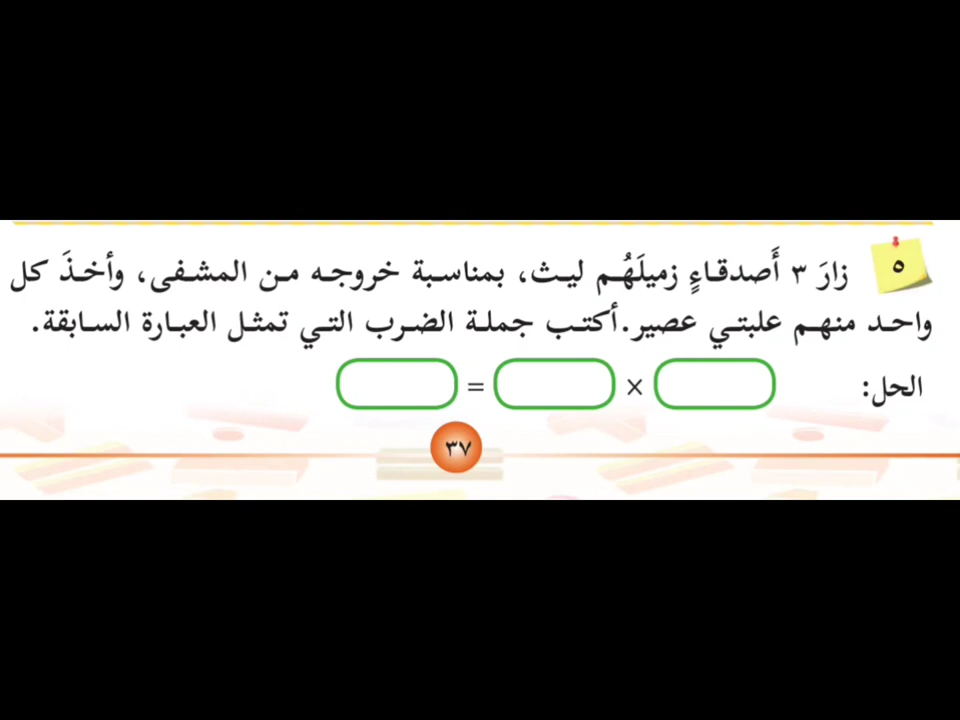 ٥ زارَ ٣ أَصدقاءٍ زميلَهُم ليث، بمناسبة خروجه من المشفى، وأخذَ كل
واحد منهم علبتي عصير. أكتب جملة الضرب التي تمثل العبارة السابقة.
الحل: × =
٣٧